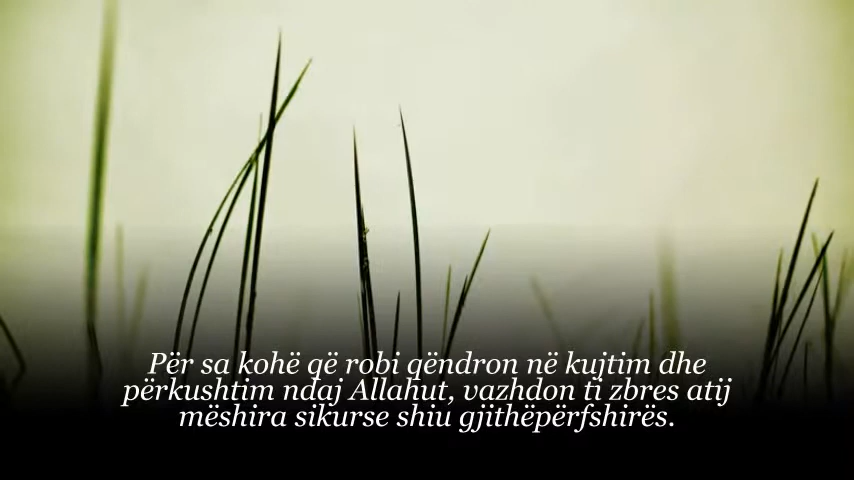 Për sa kohë që robi qëndron në kujtim dhe
përkushtim ndaj Allahut, vazhdon ti zbres atij
mëshira sikurse shiu gjithëpërfshirës.